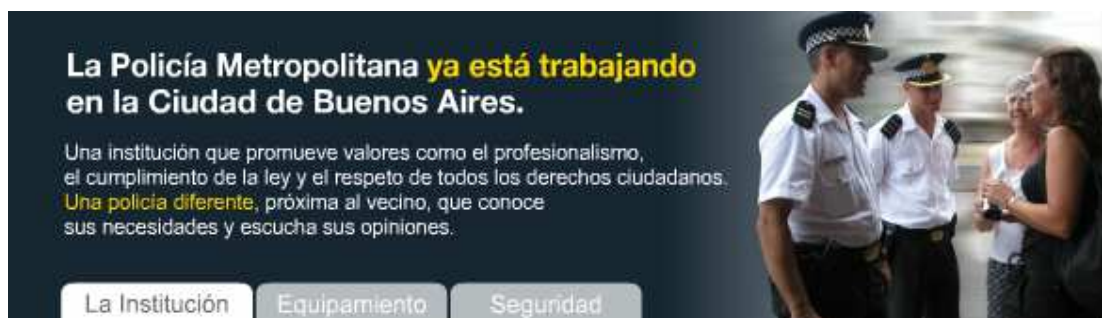 La Policía Metropolitana ya está trabajando
en la Ciudad de Buenos Aires.
Una institución que promueve valores como el profesionalismo,
el cumplimiento de la ley y el respeto de todos los derechos ciudadanos.
Una policía diferente, próxima al vecino, que conoce
sus necesidades y escucha sus opiniones.
La Institución Equipamiento Seguridad